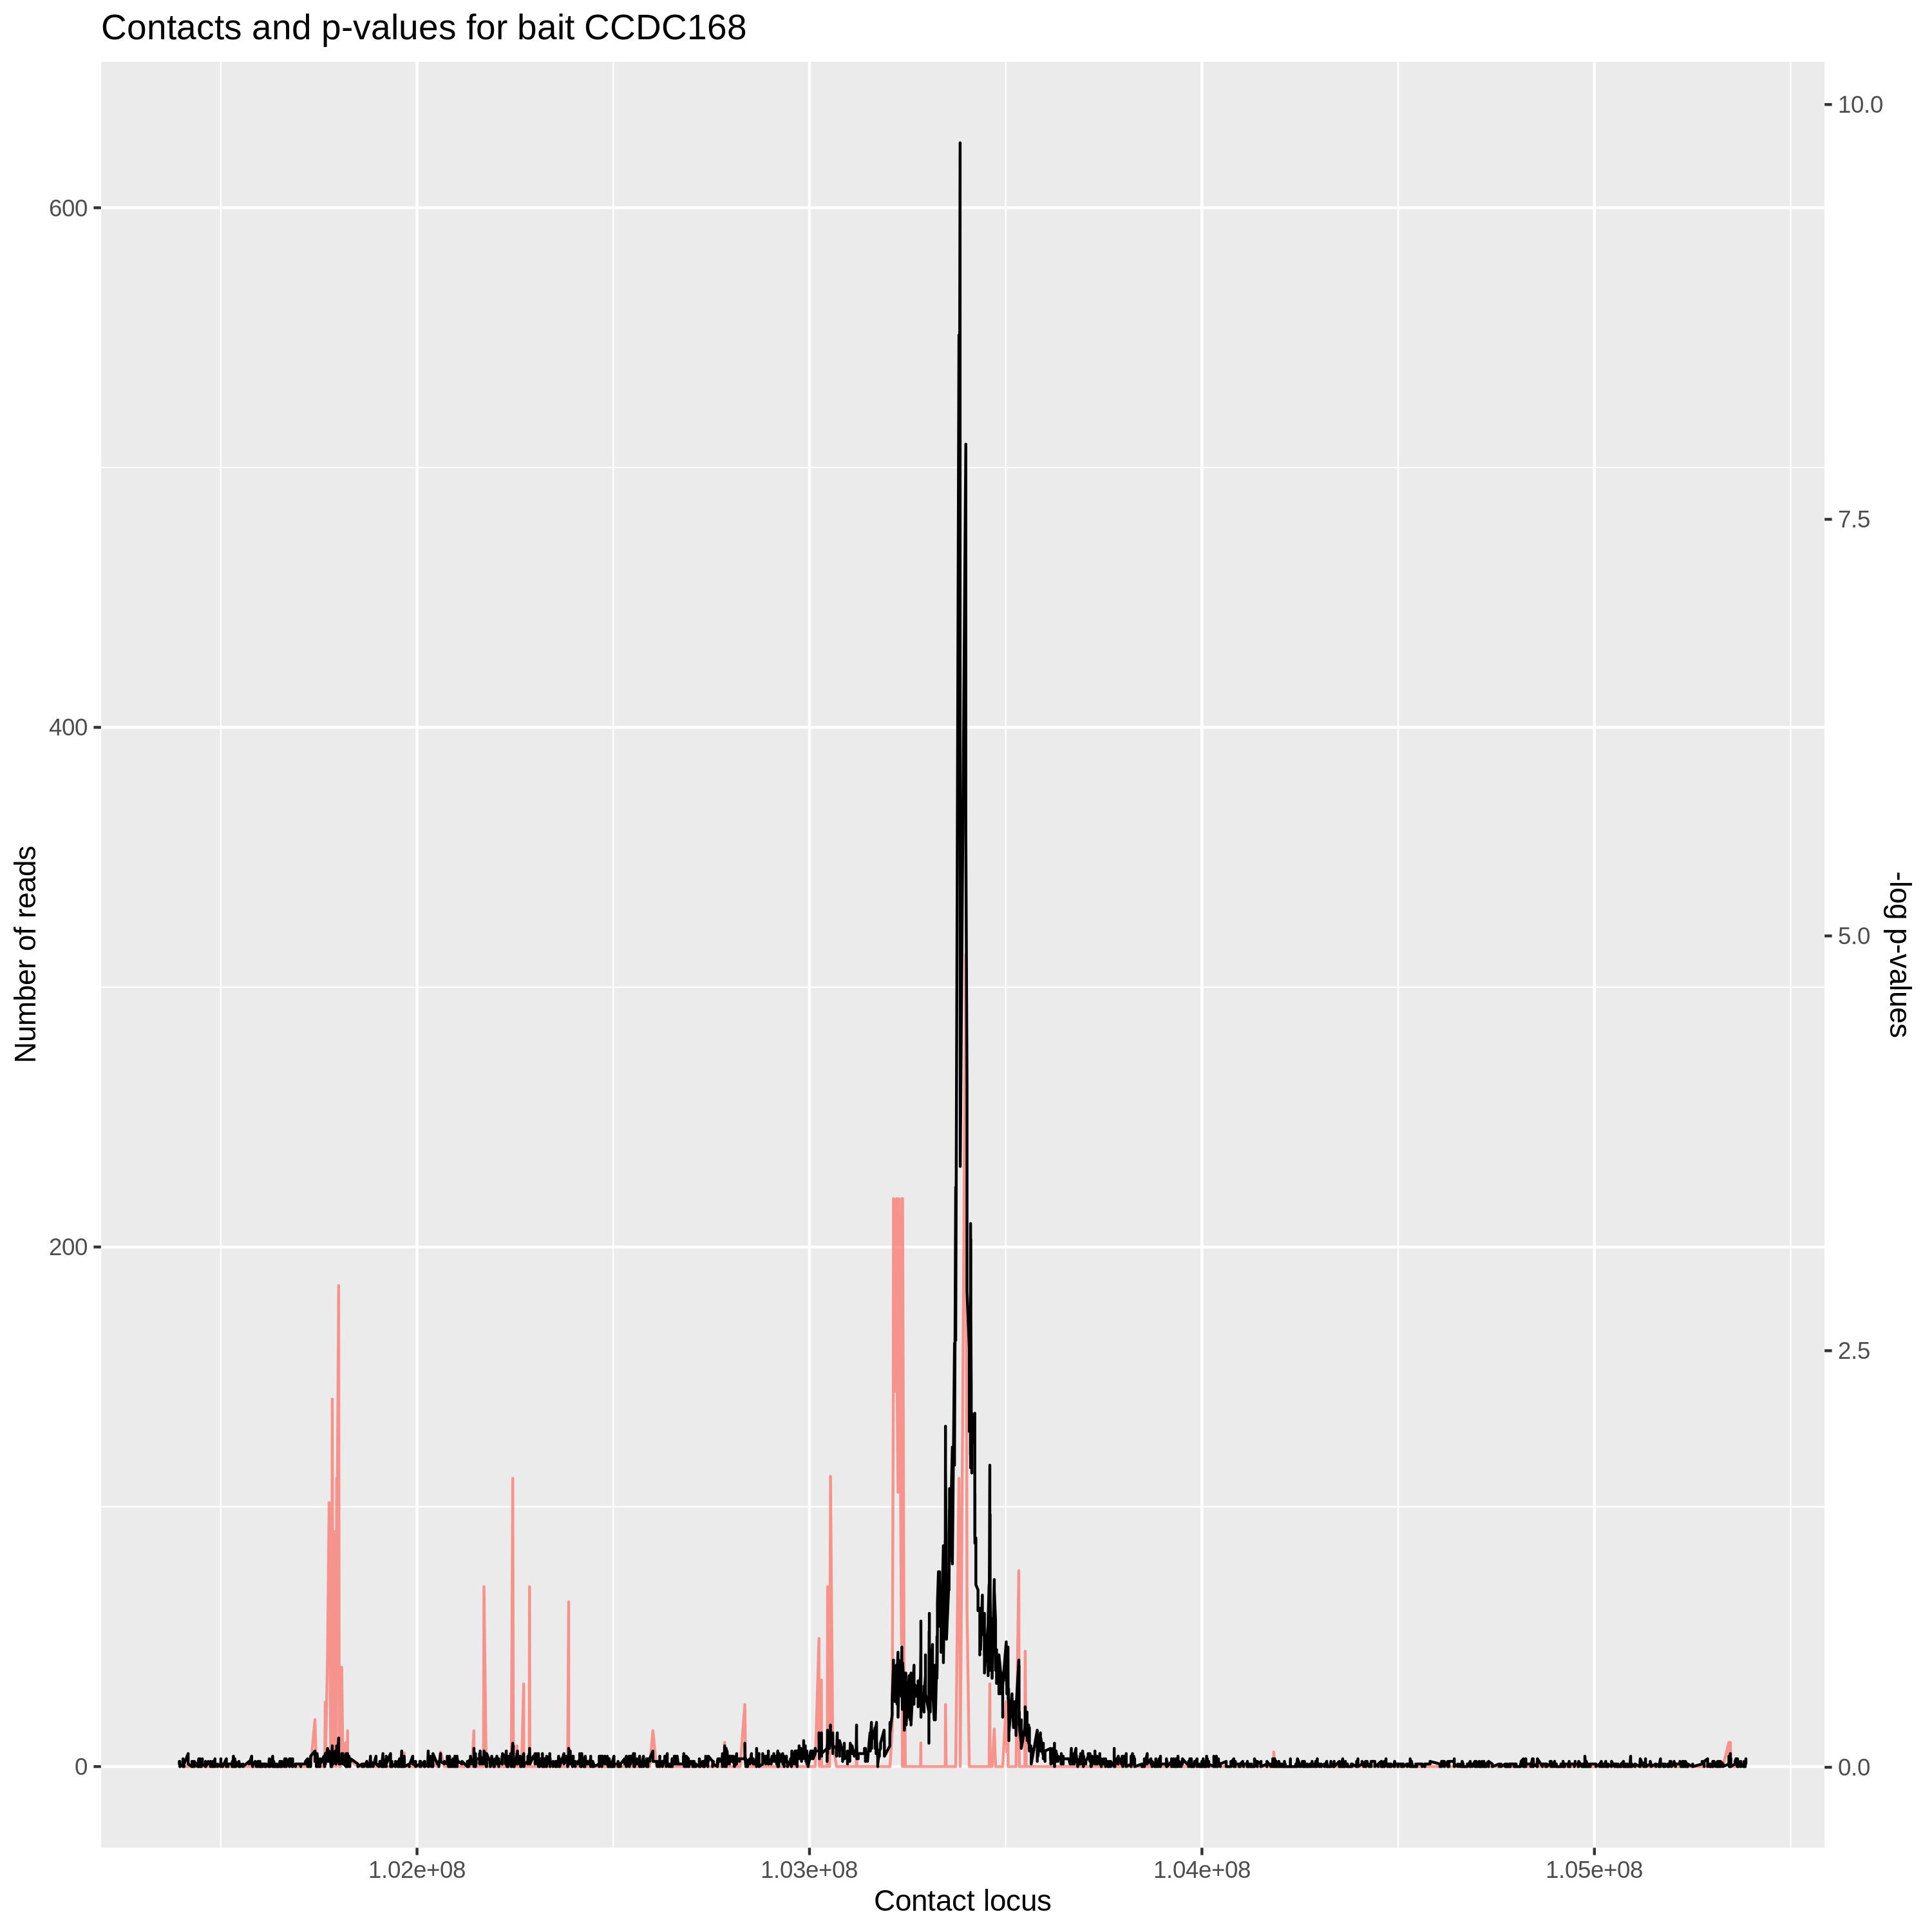 Contacts and p-values for bait CCDC168
600
400
200
0
Number of reads
10.0
7.5
5.0
2.5
0.0
-log p-values
1.02e+08
1.03e+08
1.04e+08
1.05e+08
Contact locus